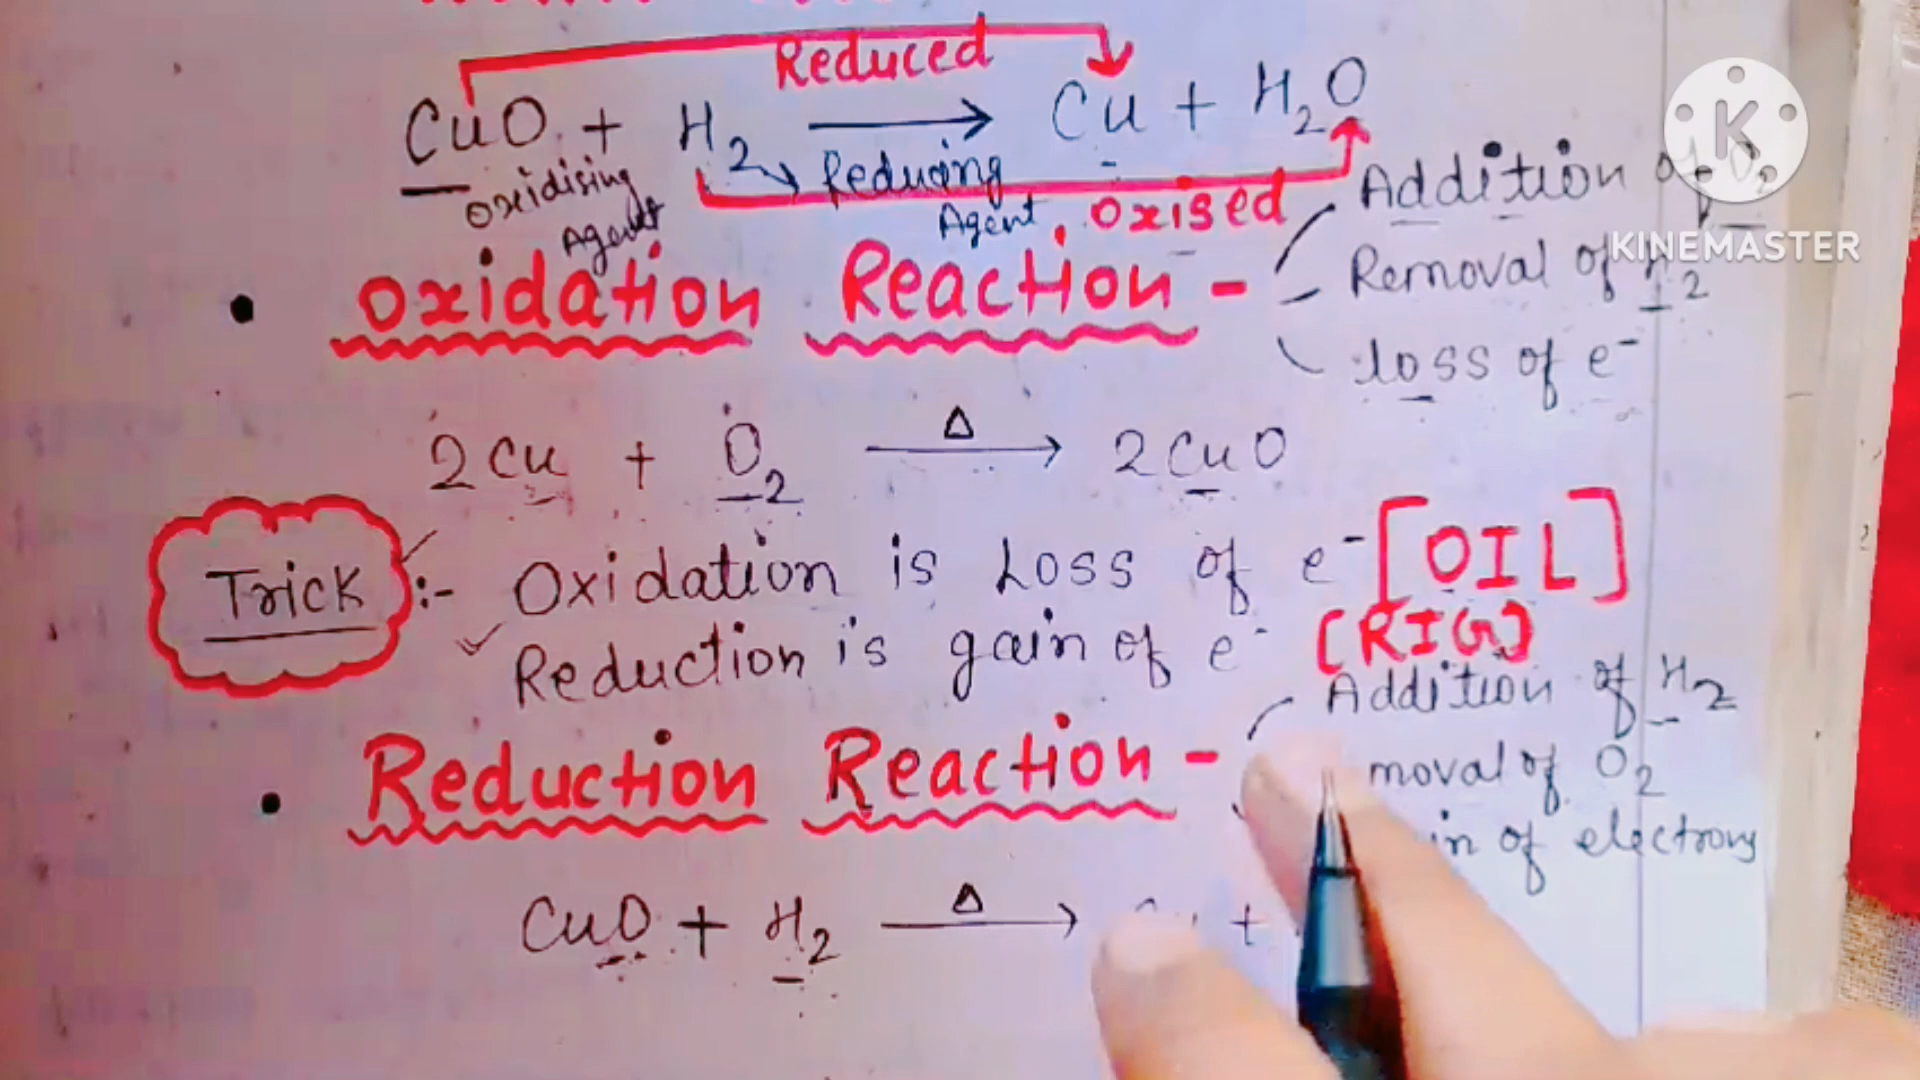 Reduced
CuO + H2 → Cu + H2O
Oxidising Agent
Reducing Agent
Oxised
K
KINEMASTER
• Oxidation Reaction -
Addition of O2
Removal of H2
loss of e-
2Cu + O2 Δ→ 2CuO
Trick :- Oxidation is Loss of e- [OIL]
Reduction is gain of e- [RIG]
• Reduction Reaction -
Addition of H2
moval of O2
in of electrons
CuO + H2 Δ→ +